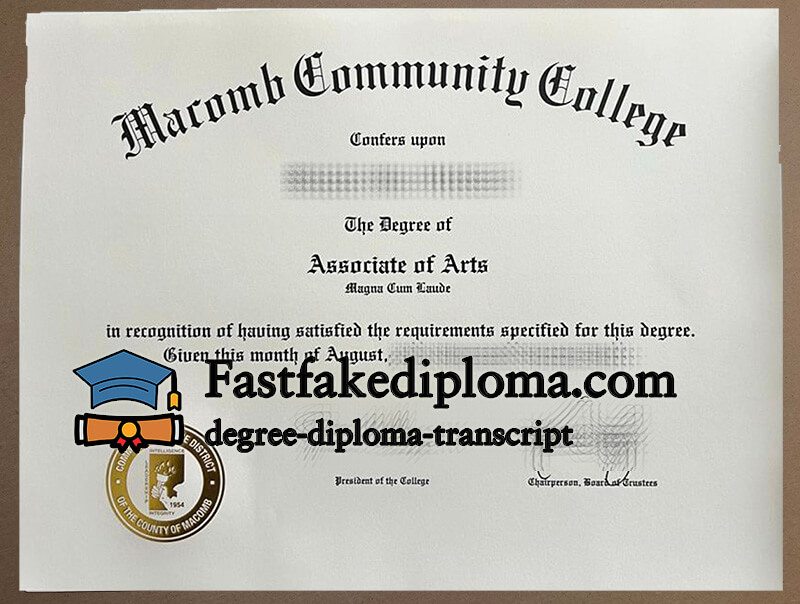 Macomb Community College
Confers upon
The Degree of
Associate of Arts
Magna Cum Laude
in recognition of having satisfied the requirements specified for this degree.
Given this month of August,
Fastfakediploma.com
degree-diploma-transcript
DISTRICT
INTELLIGENCE
1954
INTEGRITY
OF THE COUNTY OF MACOMB
President of the College
Chairperson, Board of Trustees